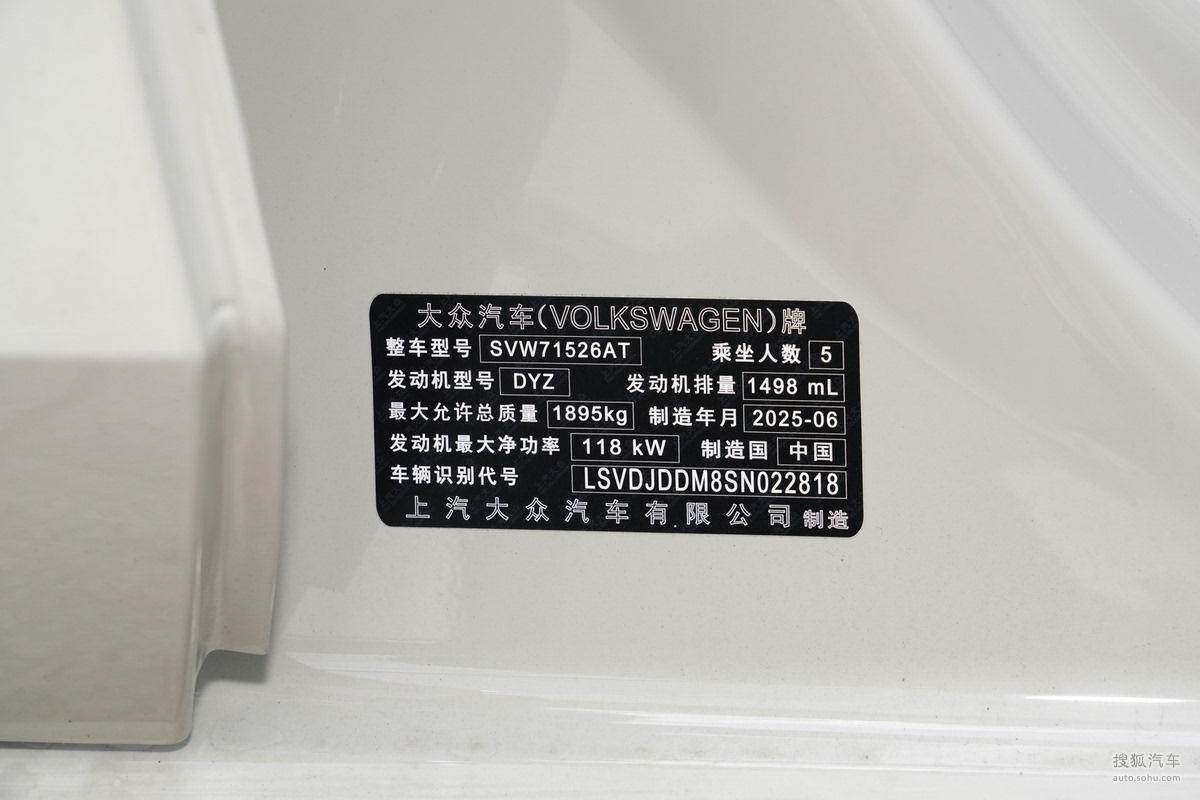 大众汽车(VOLKSWAGEN)牌
整车型号 SVW71526AT 乘坐人数 5
发动机型号 DYZ 发动机排量 1498 mL
最大允许总质量 1895kg 制造年月 2025-06
发动机最大净功率 118 kW 制造国 中国
车辆识别代号 LSVDJDDM8SN022818
上汽大众汽车有限公司 制造
搜狐汽车
auto.sohu.com